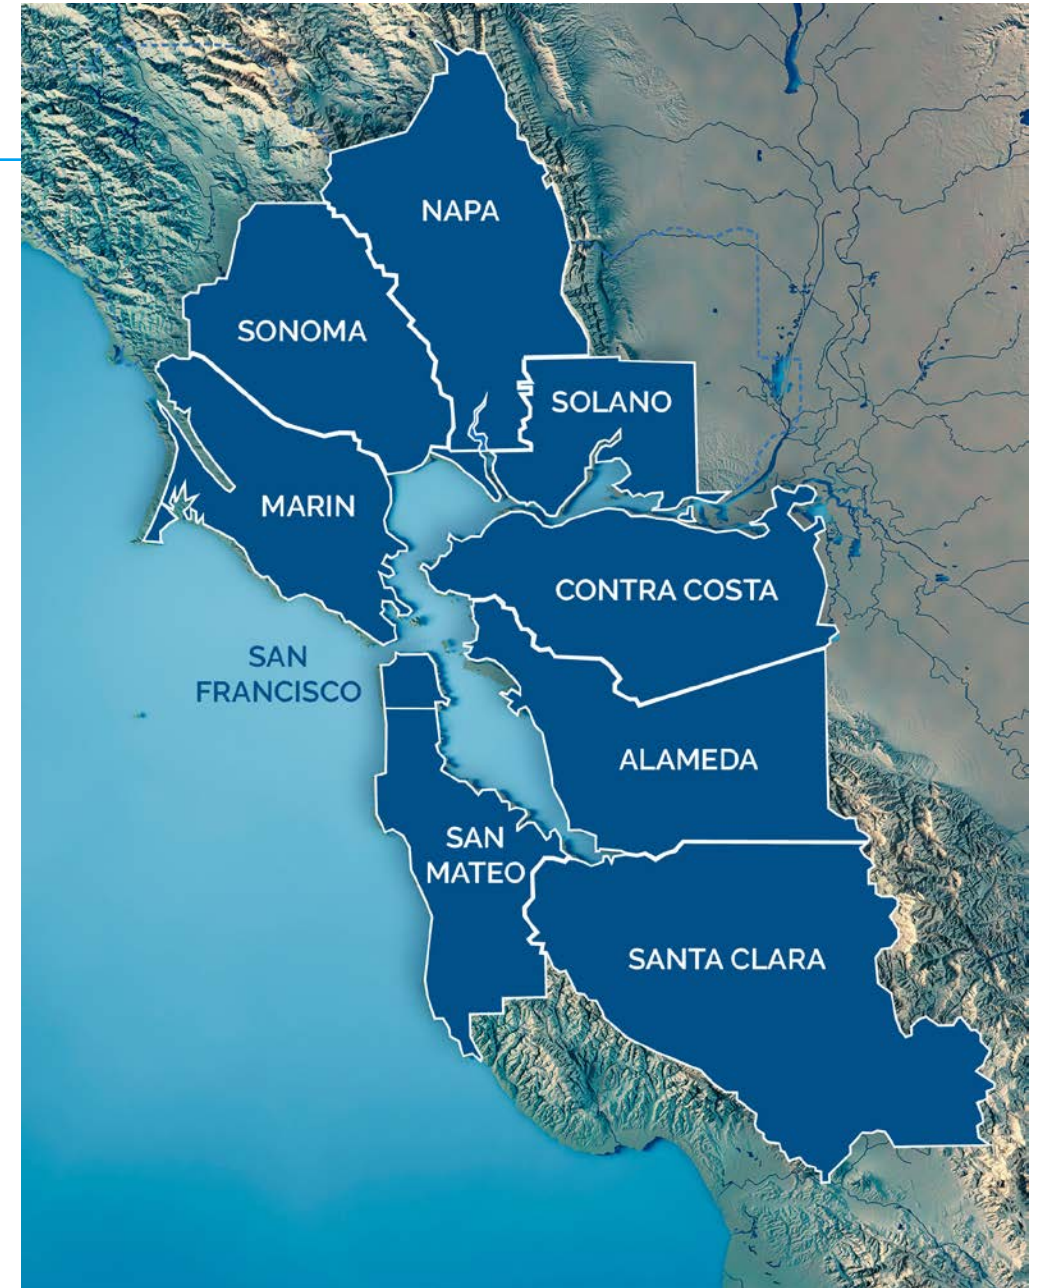 NAPA
SONOMA
SOLANO
MARIN
CONTRA COSTA
SAN
FRANCISCO
ALAMEDA
SAN
MATEO
SANTA CLARA